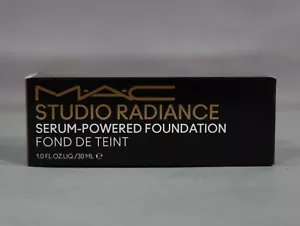 MAC
STUDIO RADIANCE
SERUM-POWERED FOUNDATION
FOND DE TEINT
1.0 FL.OZ.LIQ./30 ML ℮